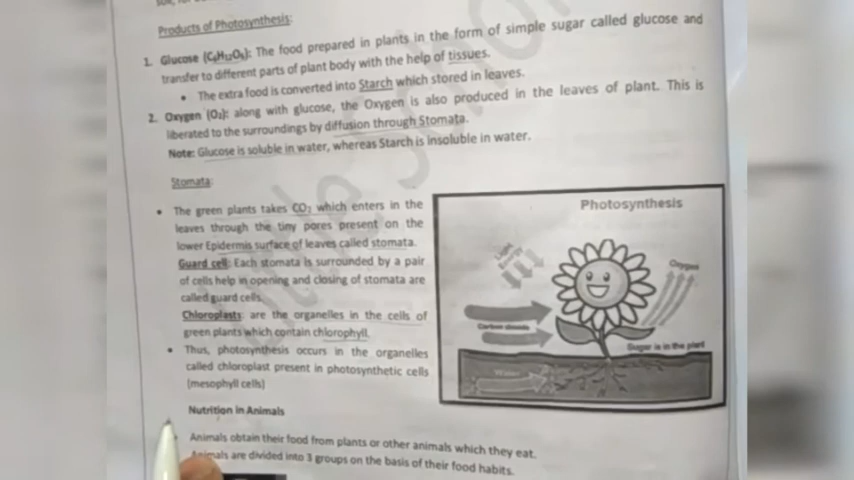 Products of Photosynthesis:
1. Glucose (C₆H₁₂O₆): The food prepared in plants in the form of simple sugar called glucose and
transfer to different parts of plant body with the help of tissues.
• The extra food is converted into Starch which stored in leaves.
2. Oxygen (O₂): along with glucose, the Oxygen is also produced in the leaves of plant. This is
liberated to the surroundings by diffusion through Stomata.
Note: Glucose is soluble in water, whereas Starch is insoluble in water.
Stomata:
• The green plants takes CO₂ which enters in the
leaves through the tiny pores present on the
lower Epidermis surface of leaves called stomata.
Guard cell: Each stomata is surrounded by a pair
of cells help in opening and closing of stomata are
called guard cells.
Chloroplasts: are the organelles in the cells of
green plants which contain chlorophyll.
• Thus, photosynthesis occurs in the organelles
called chloroplast present in photosynthetic cells
(mesophyll cells)
Photosynthesis
Light
Energy
Oxygen
Carbon dioxide
Sugar is in the plant
Water
Nutrition in Animals
Animals obtain their food from plants or other animals which they eat.
Animals are divided into 3 groups on the basis of their food habits.